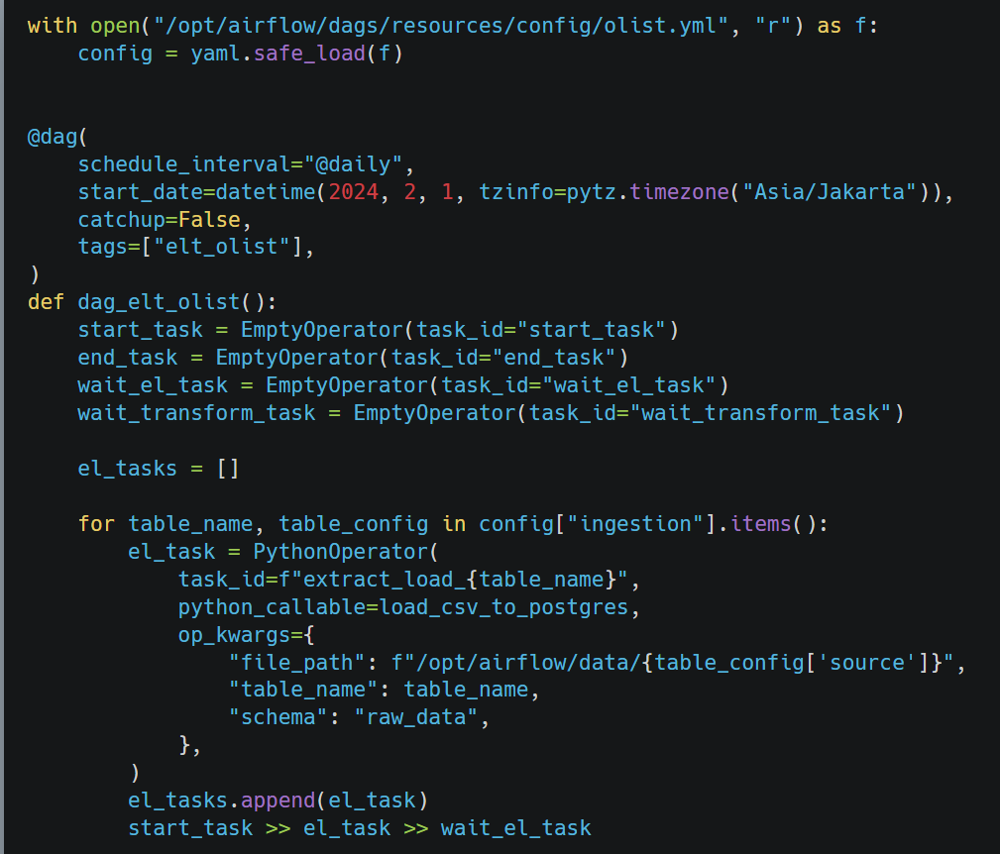 with open("/opt/airflow/dags/resources/config/olist.yml", "r") as f:
    config = yaml.safe_load(f)


@dag(
    schedule_interval="@daily",
    start_date=datetime(2024, 2, 1, tzinfo=pytz.timezone("Asia/Jakarta")),
    catchup=False,
    tags=["elt_olist"],
)
def dag_elt_olist():
    start_task = EmptyOperator(task_id="start_task")
    end_task = EmptyOperator(task_id="end_task")
    wait_el_task = EmptyOperator(task_id="wait_el_task")
    wait_transform_task = EmptyOperator(task_id="wait_transform_task")

    el_tasks = []

    for table_name, table_config in config["ingestion"].items():
        el_task = PythonOperator(
            task_id=f"extract_load_{table_name}",
            python_callable=load_csv_to_postgres,
            op_kwargs={
                "file_path": f"/opt/airflow/data/{table_config['source']}",
                "table_name": table_name,
                "schema": "raw_data",
            },
        )
        el_tasks.append(el_task)
        start_task >> el_task >> wait_el_task